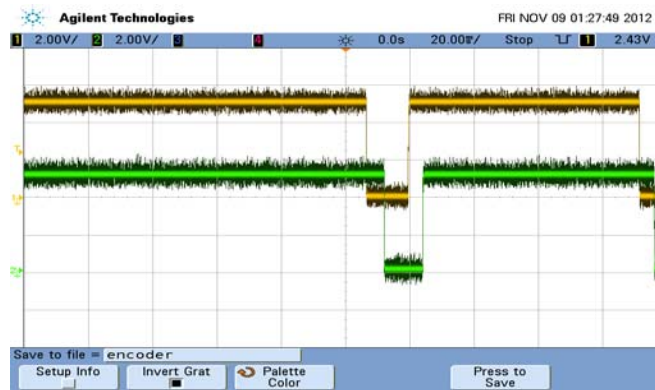 Agilent Technologies FRI NOV 09 01:27:49 2012
1 2.00V/ 2 2.00V/ 3 4 0.0s 20.00ms/ Stop 1 2.43V
Save to file = encoder
Setup Info Invert Grat Palette Color Press to Save